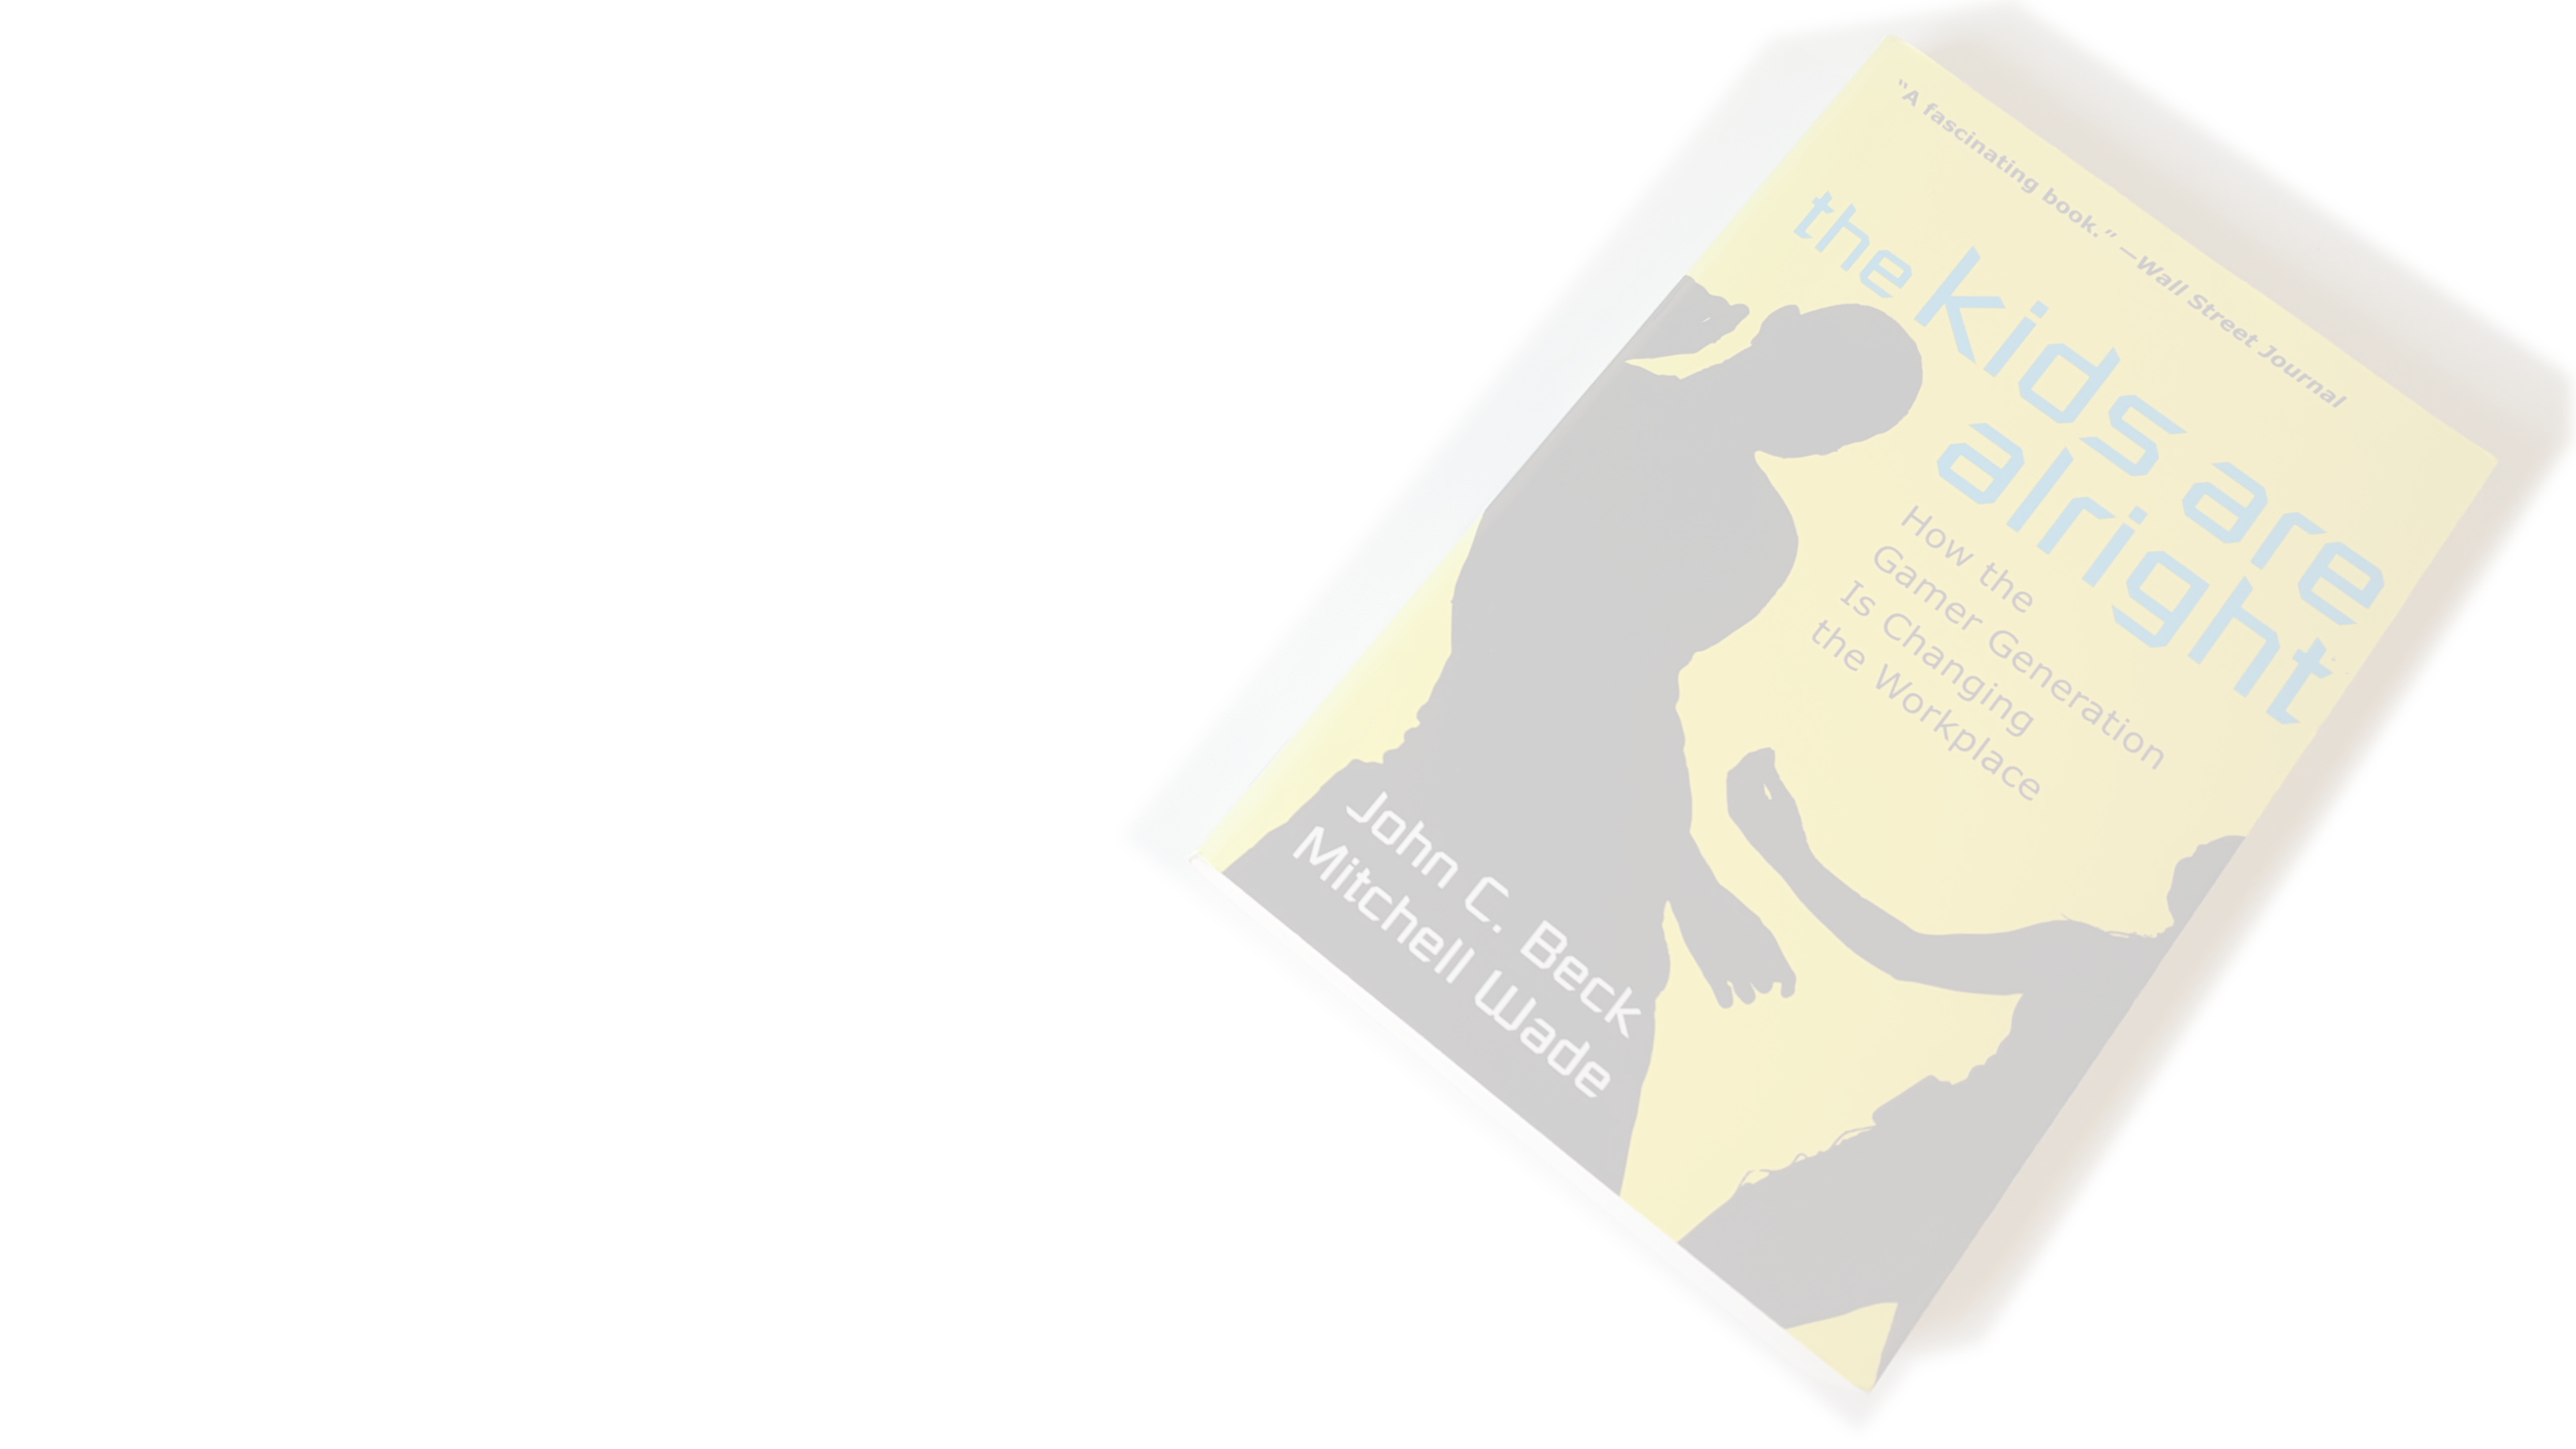 “A fascinating book.” —Wall Street Journal
the kids are
alright
How the
Gamer Generation
Is Changing
the Workplace
John C. Beck
Mitchell Wade